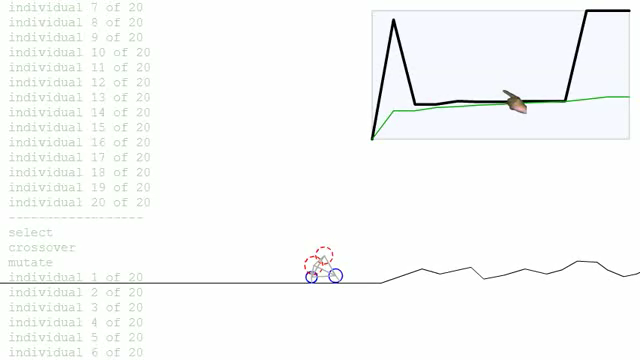 individual 7 of 20
individual 8 of 20
individual 9 of 20
individual 10 of 20
individual 11 of 20
individual 12 of 20
individual 13 of 20
individual 14 of 20
individual 15 of 20
individual 16 of 20
individual 17 of 20
individual 18 of 20
individual 19 of 20
individual 20 of 20
------------------
select
crossover
mutate
individual 1 of 20
individual 2 of 20
individual 3 of 20
individual 4 of 20
individual 5 of 20
individual 6 of 20